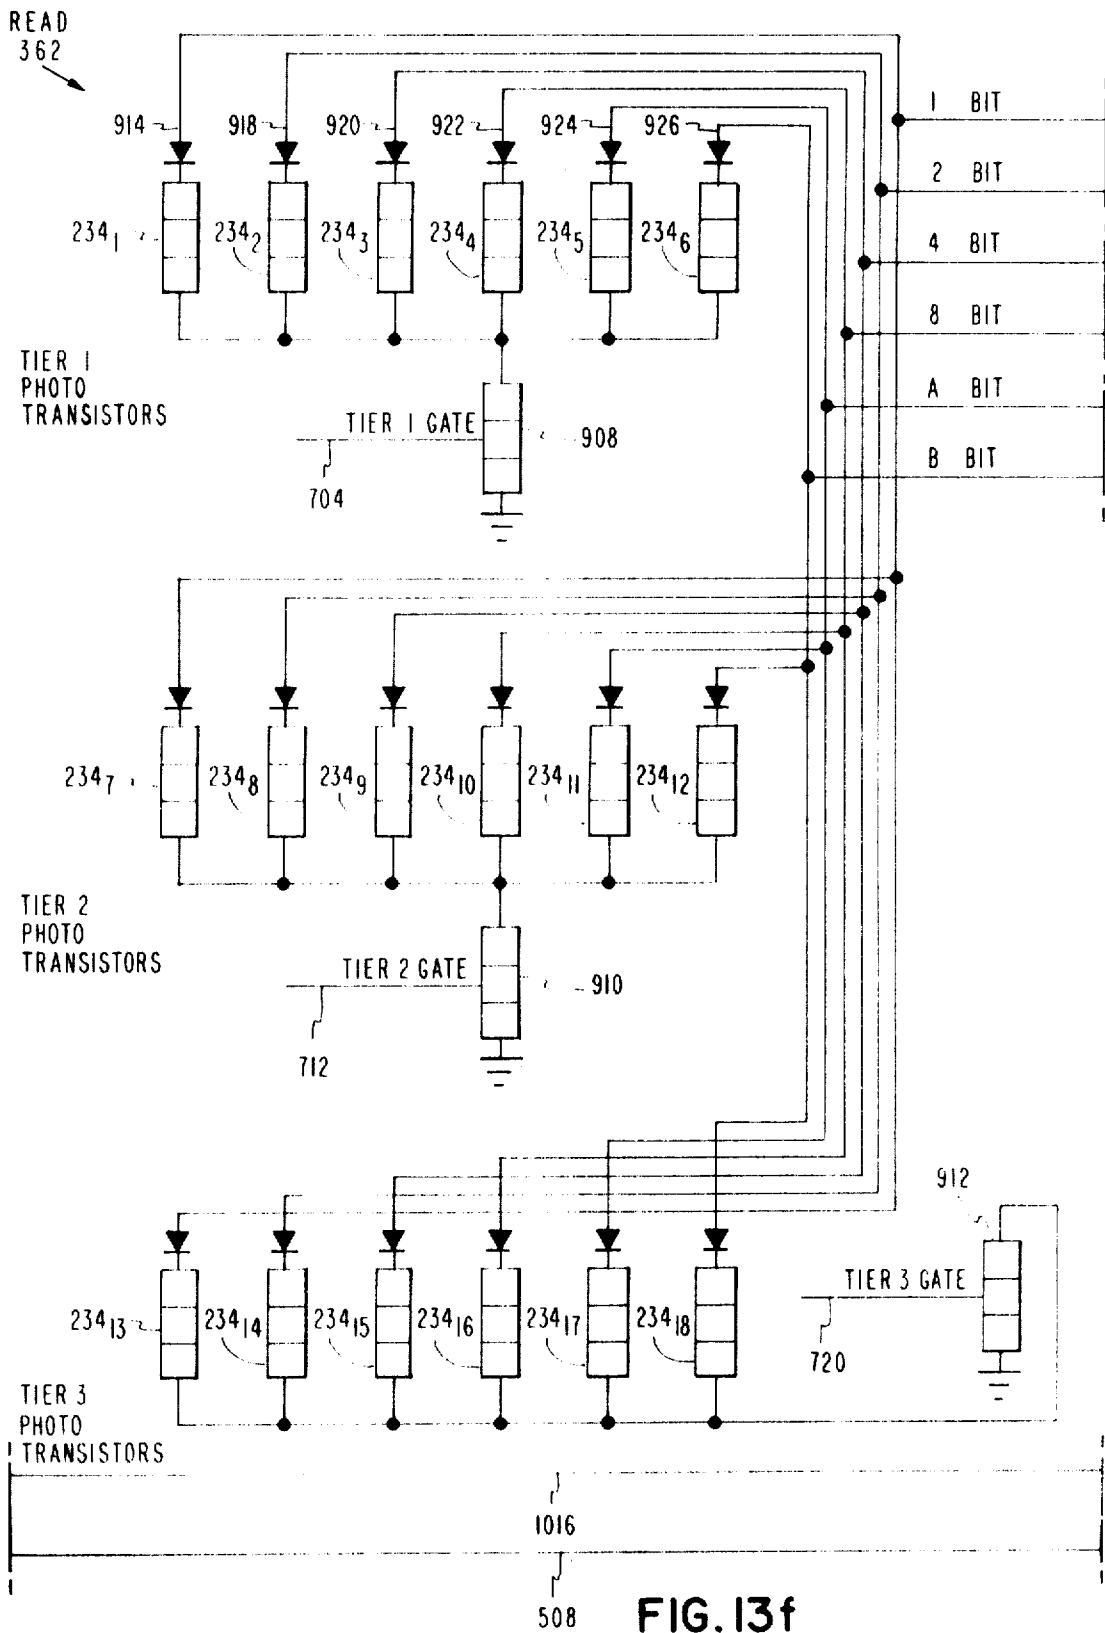 READ
362
914 918 920 922 924 926
1 BIT
2 BIT
4 BIT
8 BIT
A BIT
B BIT
234₁ 234₂ 234₃ 234₄ 234₅ 234₆
TIER 1
PHOTO
TRANSISTORS
TIER 1 GATE
908
704
234₇ 234₈ 234₉ 234₁₀ 234₁₁ 234₁₂
TIER 2
PHOTO
TRANSISTORS
TIER 2 GATE
910
712
912
TIER 3 GATE
720
234₁₃ 234₁₄ 234₁₅ 234₁₆ 234₁₇ 234₁₈
TIER 3
PHOTO
TRANSISTORS
1016
508
FIG. 13f